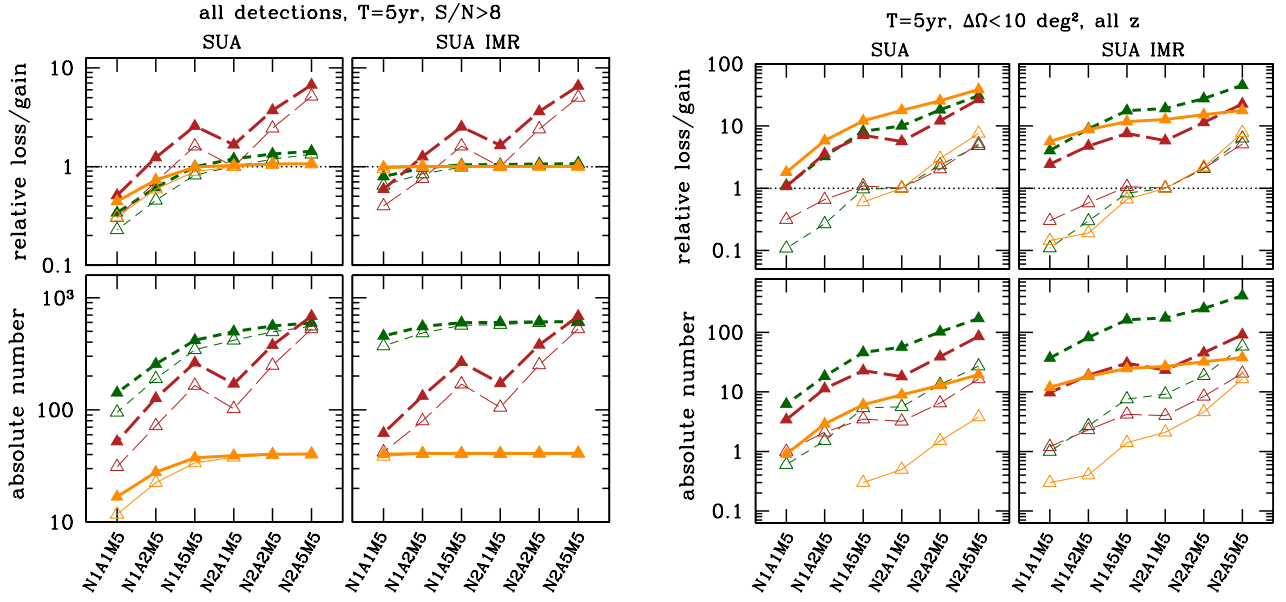 all detections, T=5yr, S/N>8
SUA SUA IMR
relative loss/gain
10
1
0.1
absolute number
10³
100
10
N1A1M5 N1A2M5 N1A5M5 N2A1M5 N2A2M5 N2A5M5 N1A1M5 N1A2M5 N1A5M5 N2A1M5 N2A2M5 N2A5M5
T=5yr, ΔΩ<10 deg², all z
SUA SUA IMR
relative loss/gain
100
10
1
0.1
absolute number
100
10
1
0.1
N1A1M5 N1A2M5 N1A5M5 N2A1M5 N2A2M5 N2A5M5 N1A1M5 N1A2M5 N1A5M5 N2A1M5 N2A2M5 N2A5M5